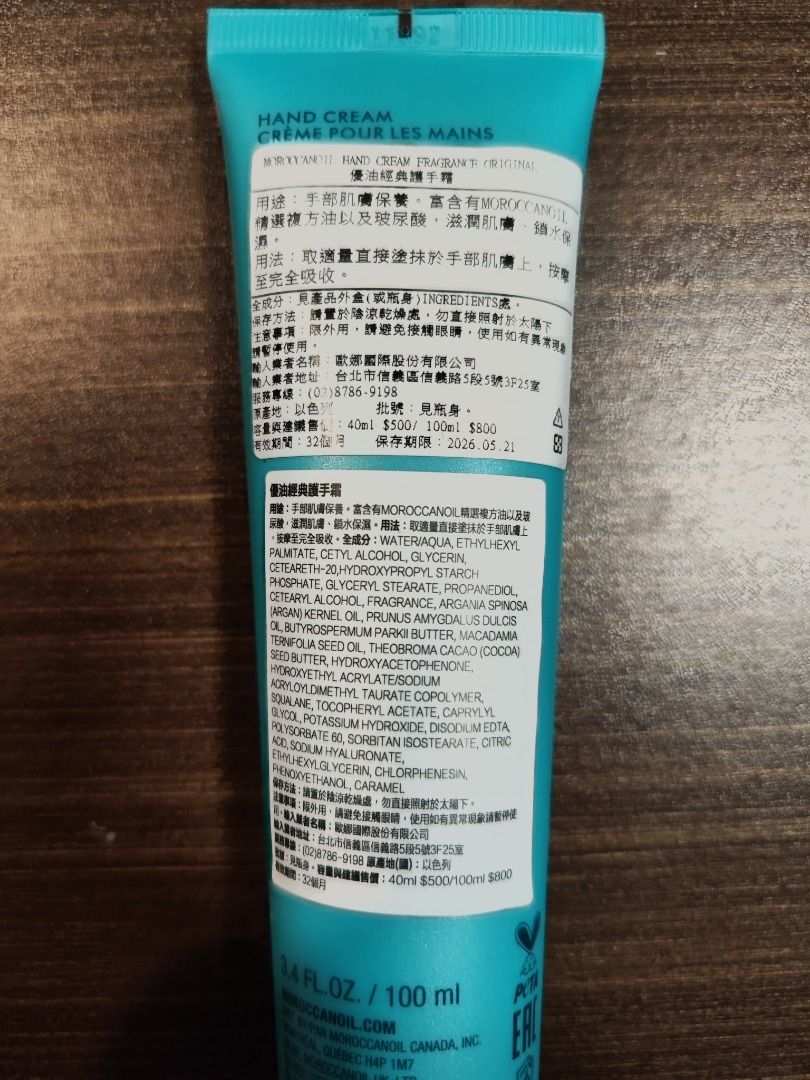 HAND CREAM
CRÈME POUR LES MAINS
MOROCCANOIL HAND CREAM FRAGRANCE ORIGINAL
優油經典護手霜
用途：手部肌膚保養。富含有MOROCCANOIL
精選複方油以及玻尿酸，滋潤肌膚、鎖水保
濕。
用法：取適量直接塗抹於手部肌膚上，按摩
至完全吸收。
全成分：見產品外盒(或瓶身)INGREDIENTS處。
保存方法：請置於陰涼乾燥處，勿直接照射於太陽下
注意事項：限外用，請避免接觸眼睛，使用如有異常現象
請暫停使用。
輸入業者名稱：歐娜國際股份有限公司
輸入業者地址：台北市信義區信義路5段5號3F25室
服務專線：(02)8786-9198
原產地：以色列 批號：見瓶身。
容量與建議售價：40ml $500/ 100ml $800
有效期間：32個月 保存期限：2026.05.21
優油經典護手霜
用途：手部肌膚保養。富含有MOROCCANOIL精選複方油以及玻
尿酸，滋潤肌膚、鎖水保濕。用法：取適量直接塗抹於手部肌膚上
，按摩至完全吸收。全成分：WATER/AQUA, ETHYLHEXYL
PALMITATE, CETYL ALCOHOL, GLYCERIN,
CETEARETH-20,HYDROXYPROPYL STARCH
PHOSPHATE, GLYCERYL STEARATE, PROPANEDIOL,
CETEARYL ALCOHOL, FRAGRANCE, ARGANIA SPINOSA
(ARGAN) KERNEL OIL, PRUNUS AMYGDALUS DULCIS
OIL, BUTYROSPERMUM PARKII BUTTER, MACADAMIA
TERNIFOLIA SEED OIL, THEOBROMA CACAO (COCOA)
SEED BUTTER, HYDROXYACETOPHENONE,
HYDROXYETHYL ACRYLATE/SODIUM
ACRYLOYLDIMETHYL TAURATE COPOLYMER,
SQUALANE, TOCOPHERYL ACETATE, CAPRYLYL
GLYCOL, POTASSIUM HYDROXIDE, DISODIUM EDTA,
POLYSORBATE 60, SORBITAN ISOSTEARATE, CITRIC
ACID, SODIUM HYALURONATE,
ETHYLHEXYLGLYCERIN, CHLORPHENESIN,
PHENOXYETHANOL, CARAMEL
保存方法：請置於陰涼乾燥處，勿直接照射於太陽下。
注意事項：限外用，請避免接觸眼睛，使用如有異常現象請暫停使
用。輸入業者名稱：歐娜國際股份有限公司
輸入業者地址：台北市信義區信義路5段5號3F25室
服務專線：(02)8786-9198 原產地(國)：以色列
批號：見瓶身。容量與建議售價：40ml $500/100ml $800
有效期間：32個月
3.4 FL.OZ. / 100 ml
MOROCCANOIL.COM
BY/PAR MOROCCANOIL CANADA, INC.
MONTRÉAL, QUÉBEC H4P 1M7
MOROCCANOIL UK LTD
PETA
EAC